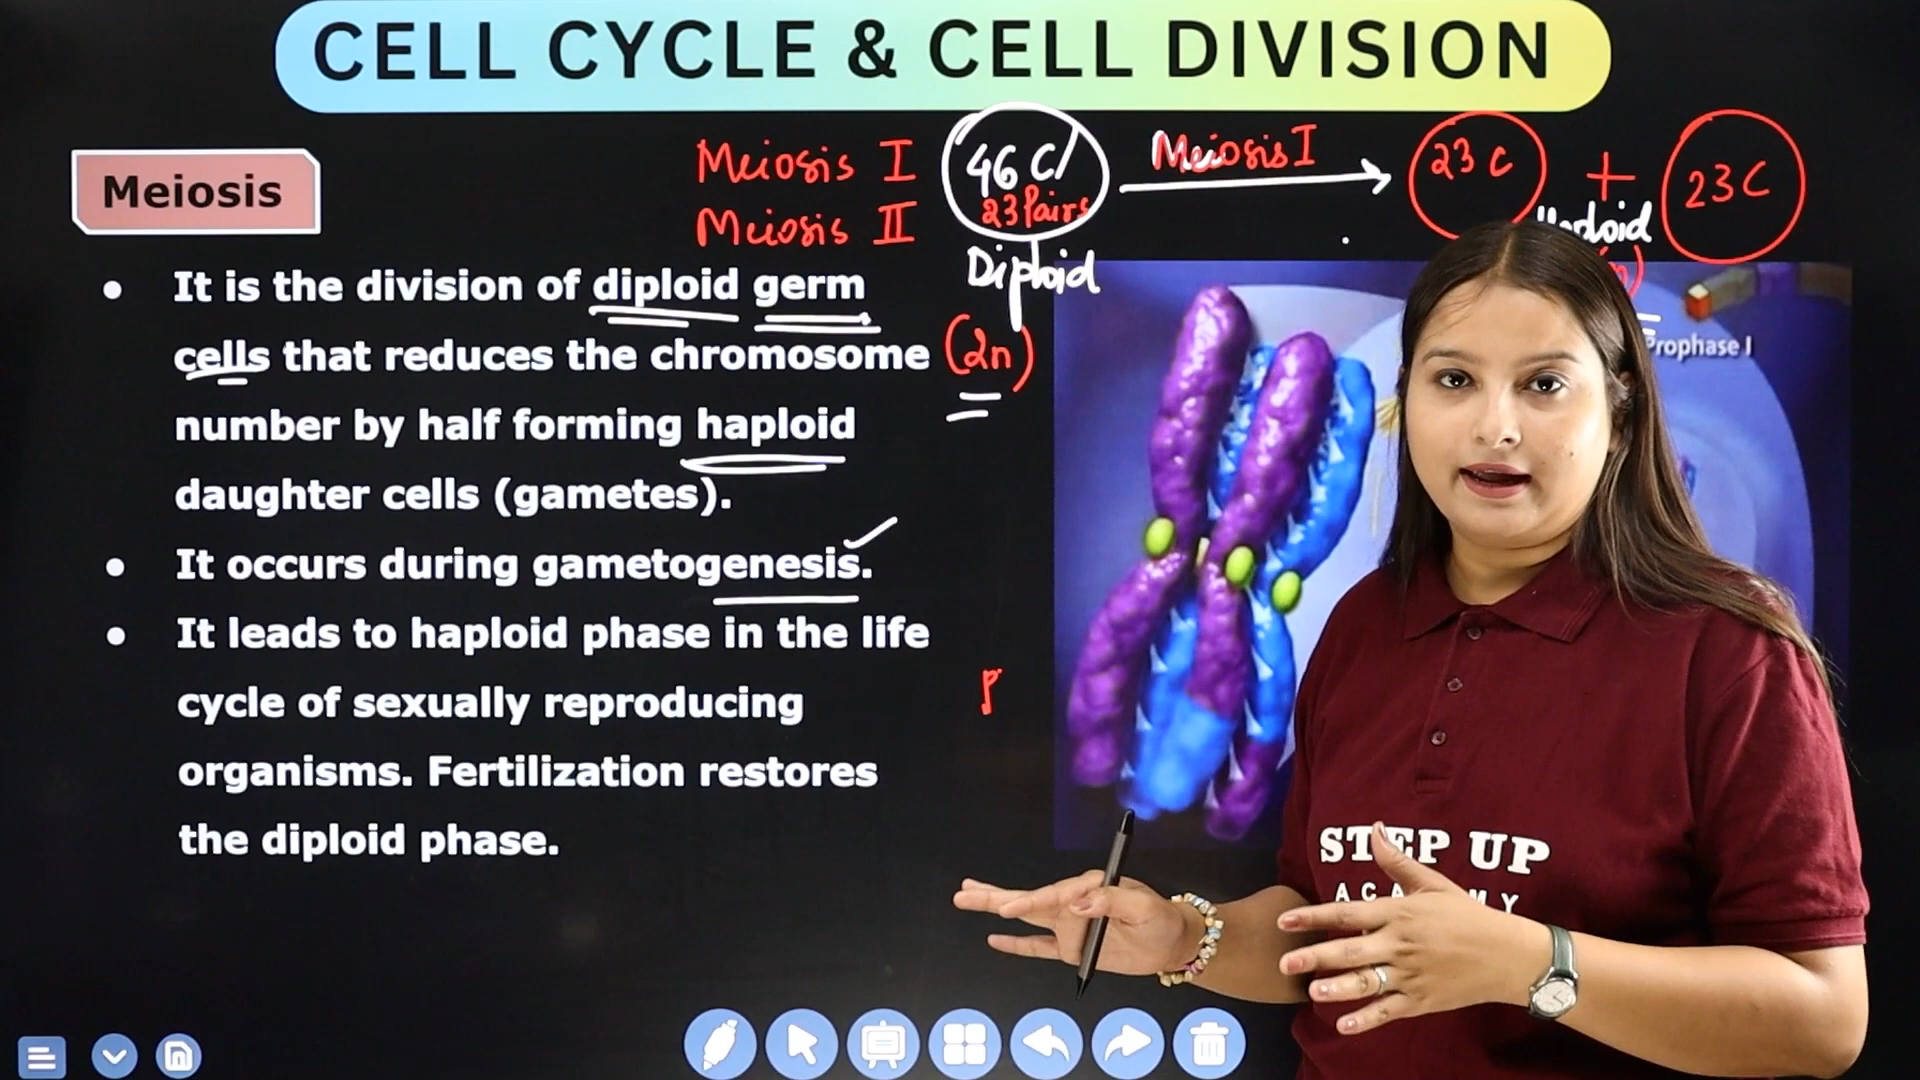 CELL CYCLE & CELL DIVISION
Meiosis
Meiosis I
Meiosis II
46 C/
23 Pairs
Diploid
(2n)
Meiosis I
23 C
+
23 C
Prophase I
• It is the division of diploid germ
cells that reduces the chromosome
number by half forming haploid
daughter cells (gametes).
• It occurs during gametogenesis.
• It leads to haploid phase in the life
cycle of sexually reproducing
organisms. Fertilization restores
the diploid phase.
STEP UP